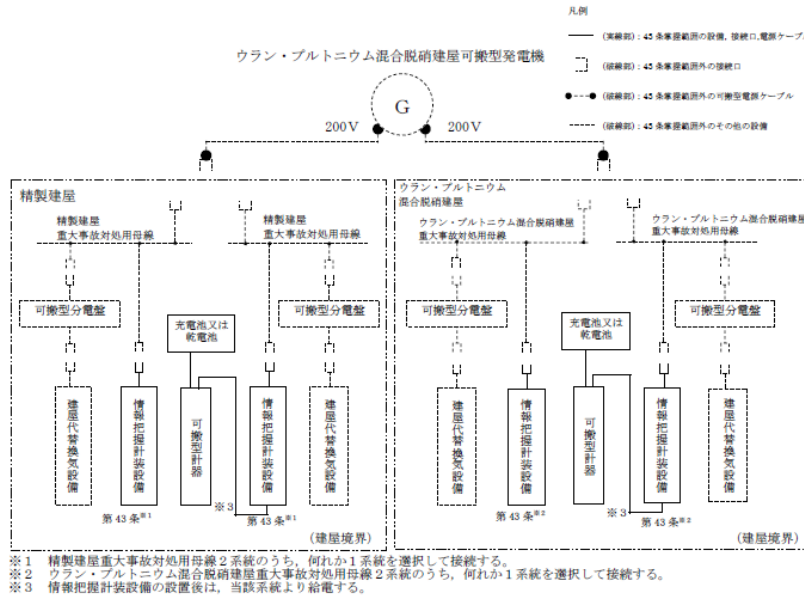 凡例
(実線部):43条掌握範囲の設備,接続口,電源ケーブル
(破線部):43条掌握範囲外の接続口
(破線部):43条掌握範囲外の可搬型電源ケーブル
(破線部):43条掌握範囲外のその他の設備
ウラン・プルトニウム混合脱硝建屋可搬型発電機
G
200V
200V
精製建屋
精製建屋
重大事故対処用母線
精製建屋
重大事故対処用母線
可搬型分電盤
可搬型分電盤
充電池又は
乾電池
建屋代替換気設備
情報把握計装設備
可搬型計器
情報把握計装設備
建屋代替換気設備
※3
第43条※1
第43条※1
(建屋境界)
ウラン・プルトニウム
混合脱硝建屋
ウラン・プルトニウム混合脱硝建屋
重大事故対処用母線
ウラン・プルトニウム混合脱硝建屋
重大事故対処用母線
可搬型分電盤
可搬型分電盤
充電池又は
乾電池
建屋代替換気設備
情報把握計装設備
可搬型計器
情報把握計装設備
建屋代替換気設備
※3
第43条※2
第43条※2
(建屋境界)
※1 精製建屋重大事故対処用母線2系統のうち,何れか1系統を選択して接続する。
※2 ウラン・プルトニウム混合脱硝建屋重大事故対処用母線2系統のうち,何れか1系統を選択して接続する。
※3 情報把握計装設備の設置後は,当該系統より給電する。